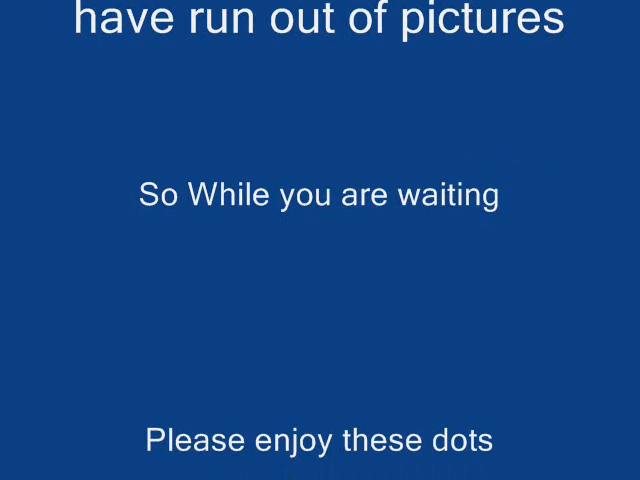 have run out of pictures
So While you are waiting
Please enjoy these dots